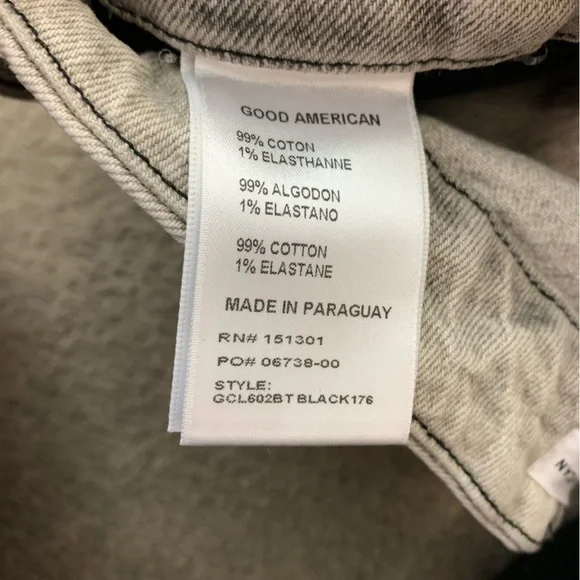 GOOD AMERICAN
99% COTON
1% ELASTHANNE
99% ALGODON
1% ELASTANO
99% COTTON
1% ELASTANE
MADE IN PARAGUAY
RN# 151301
PO# 06738-00
STYLE:
GCL602BT BLACK176